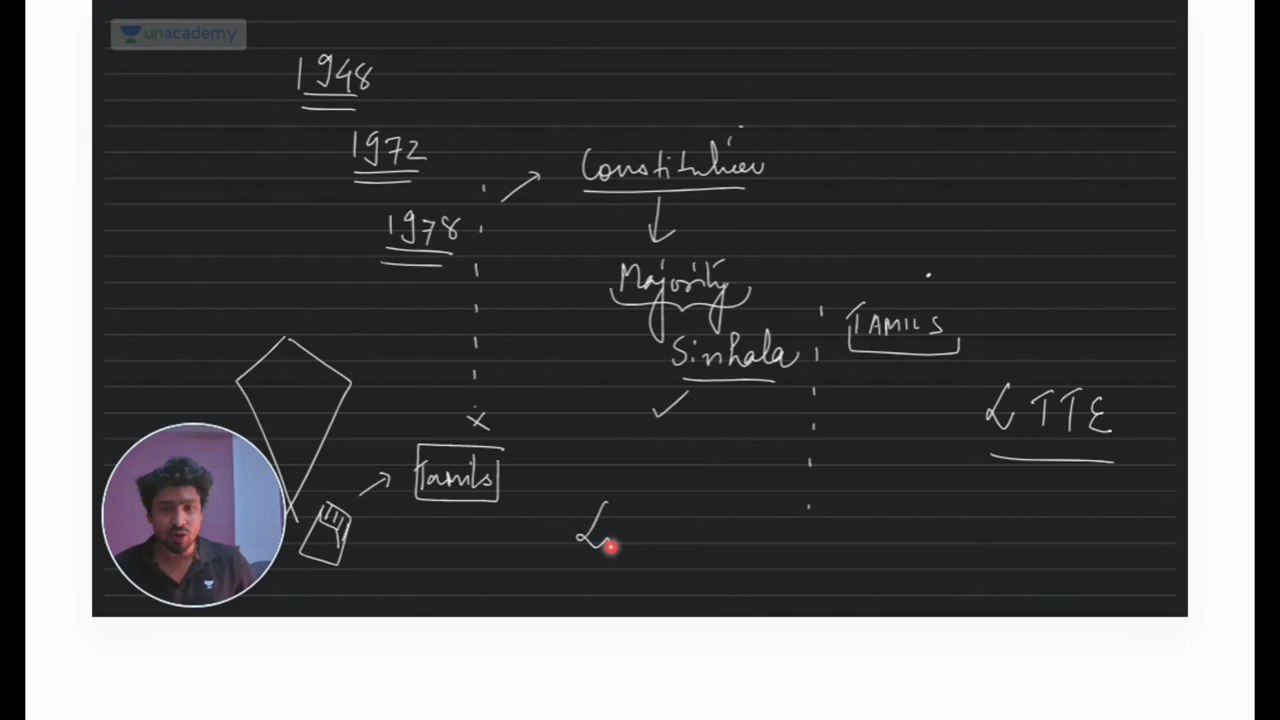 unacademy
1948
1972
Constitution
1978
Majority
TAMILS
Sinhala
LTTE
Tamils
L